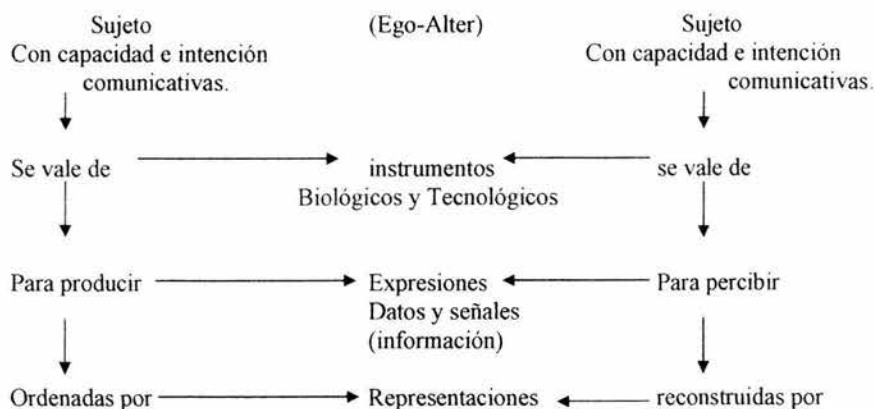 Sujeto (Ego-Alter) Sujeto
Con capacidad e intención Con capacidad e intención
comunicativas. comunicativas.
Se vale de instrumentos se vale de
Biológicos y Tecnológicos
Para producir Expresiones Para percibir
Datos y señales
(información)
Ordenadas por Representaciones reconstruidas por